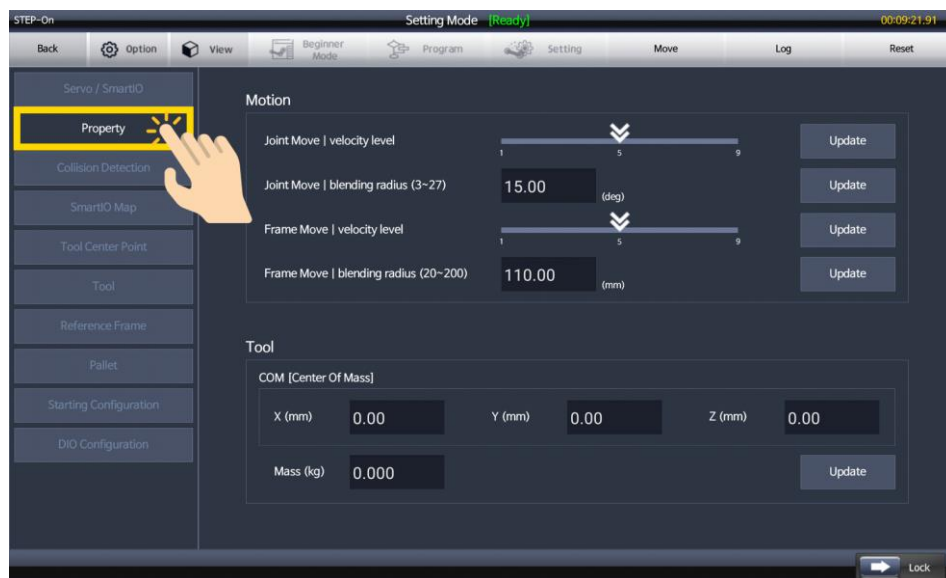 STEP-On
Setting Mode [Ready]
00:09:21.91
Back
Option
View
Beginner
Mode
Program
Setting
Move
Log
Reset
Servo / SmartIO
Property
Collision Detection
SmartIO Map
Tool Center Point
Tool
Reference Frame
Pallet
Starting Configuration
DIO Configuration
Motion
Joint Move | velocity level
1 5 9
Update
Joint Move | blending radius (3~27)
15.00 (deg)
Update
Frame Move | velocity level
1 5 9
Update
Frame Move | blending radius (20~200)
110.00 (mm)
Update
Tool
COM [Center Of Mass]
X (mm) 0.00 Y (mm) 0.00 Z (mm) 0.00
Mass (kg) 0.000 Update
Lock